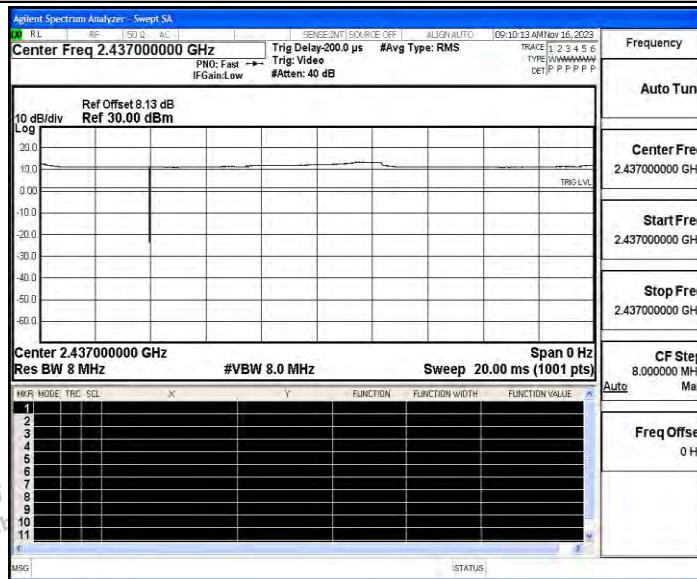 Agilent Spectrum Analyzer - Swept SA
RL RF 50 Ω AC SENSE:INT SOURCE OFF ALIGN AUTO 09:10:13 AM Nov 16, 2023
Center Freq 2.437000000 GHz
PNO: Fast
IFGain:Low
Trig Delay-200.0 µs
Trig: Video
#Atten: 40 dB
#Avg Type: RMS
TRACE 1 2 3 4 5 6
TYPE WWWWWW
DET P P P P P P
Ref Offset 8.13 dB
10 dB/div Ref 30.00 dBm
Log
20.0
10.0
0.00
-10.0
-20.0
-30.0
-40.0
-50.0
-60.0
TRIG LVL
Center 2.437000000 GHz Span 0 Hz
Res BW 8 MHz #VBW 8.0 MHz Sweep 20.00 ms (1001 pts)
MKR MODE TRC SCL X Y FUNCTION FUNCTION WIDTH FUNCTION VALUE
1
2
3
4
5
6
7
8
9
10
11
MSG STATUS
Frequency
Auto Tun
Center Fre
2.437000000 GH
Start Fre
2.437000000 GH
Stop Fre
2.437000000 GH
CF Step
8.000000 MH
Auto Ma
Freq Offse
0 H